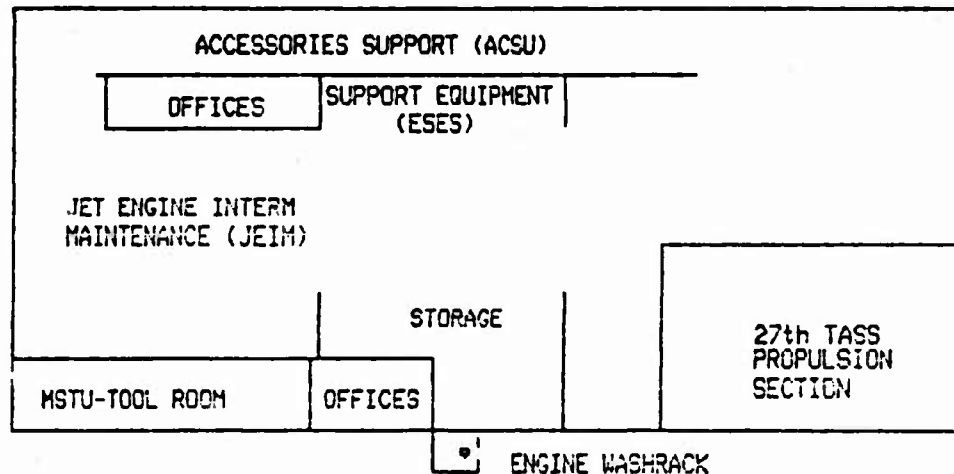 ACCESSORIES SUPPORT (ACSU)
OFFICES
SUPPORT EQUIPMENT
(ESES)
JET ENGINE INTERM
MAINTENANCE (JEIM)
STORAGE
27th TASS
PROPULSION
SECTION
MSTU-TOOL ROOM
OFFICES
ENGINE WASHRACK